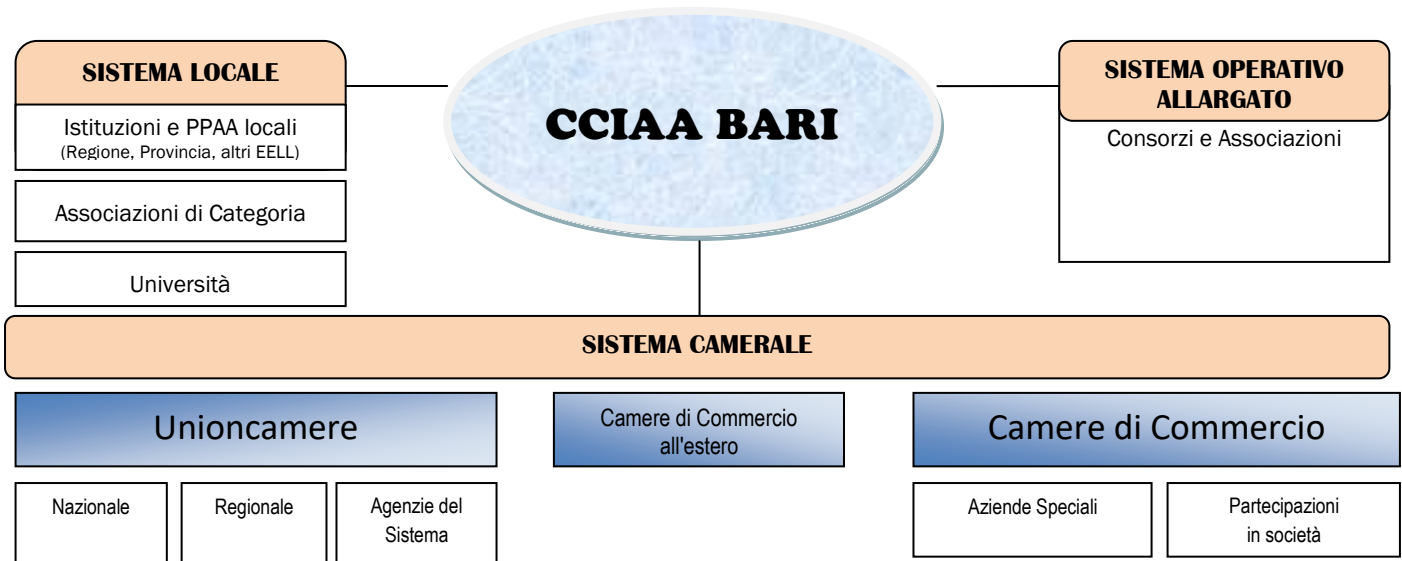 CCIAA BARI
SISTEMA LOCALE
Istituzioni e PPAA locali
(Regione, Provincia, altri EELL)
Associazioni di Categoria
Università
SISTEMA OPERATIVO
ALLARGATO
Consorzi e Associazioni
SISTEMA CAMERALE
Unioncamere
Nazionale
Regionale
Agenzie del
Sistema
Camere di Commercio
all'estero
Camere di Commercio
Aziende Speciali
Partecipazioni
in società